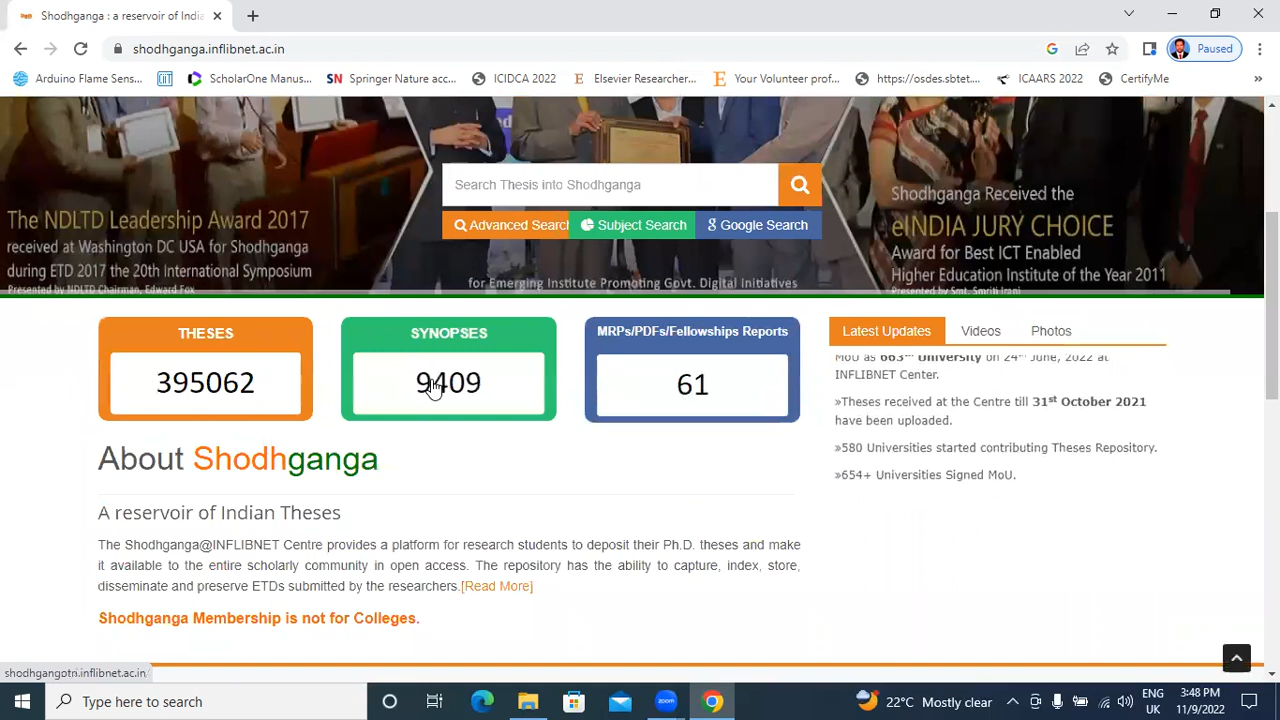 Shodhganga : a reservoir of India
shodhganga.inflibnet.ac.in
Paused
Arduino Flame Sens...
ScholarOne Manus...
SN Springer Nature acc...
ICIDCA 2022
E Elsevier Researcher...
E Your Volunteer prof...
https://osdes.sbtet....
ICAARS 2022
CertifyMe
»
The NDLTD Leadership Award 2017
received at Washington DC USA for Shodhganga
during ETD 2017 the 20th International Symposium
Presented by NDLTD Chairman, Edward Fox
Search Thesis into Shodhganga
Advanced Search
Subject Search
Google Search
for Emerging Institute Promoting Govt. Digital Initiatives
Shodhganga Received the
eINDIA JURY CHOICE
Award for Best ICT Enabled
Higher Education Institute of the Year 2011
Presented by Smt. Smriti Irani
THESES
395062
SYNOPSES
9409
MRPs/PDFs/Fellowships Reports
61
Latest Updates
Videos
Photos
MoU as 663rd University on 24th June, 2022 at
INFLIBNET Center.
»Theses received at the Centre till 31st October 2021
have been uploaded.
»580 Universities started contributing Theses Repository.
»654+ Universities Signed MoU.
About Shodhganga
A reservoir of Indian Theses
The Shodhganga@INFLIBNET Centre provides a platform for research students to deposit their Ph.D. theses and make
it available to the entire scholarly community in open access. The repository has the ability to capture, index, store,
disseminate and preserve ETDs submitted by the researchers.[Read More]
Shodhganga Membership is not for Colleges.
shodhgangotri.inflibnet.ac.in
Type here to search
zoom
22°C Mostly clear
ENG
UK
3:48 PM
11/9/2022